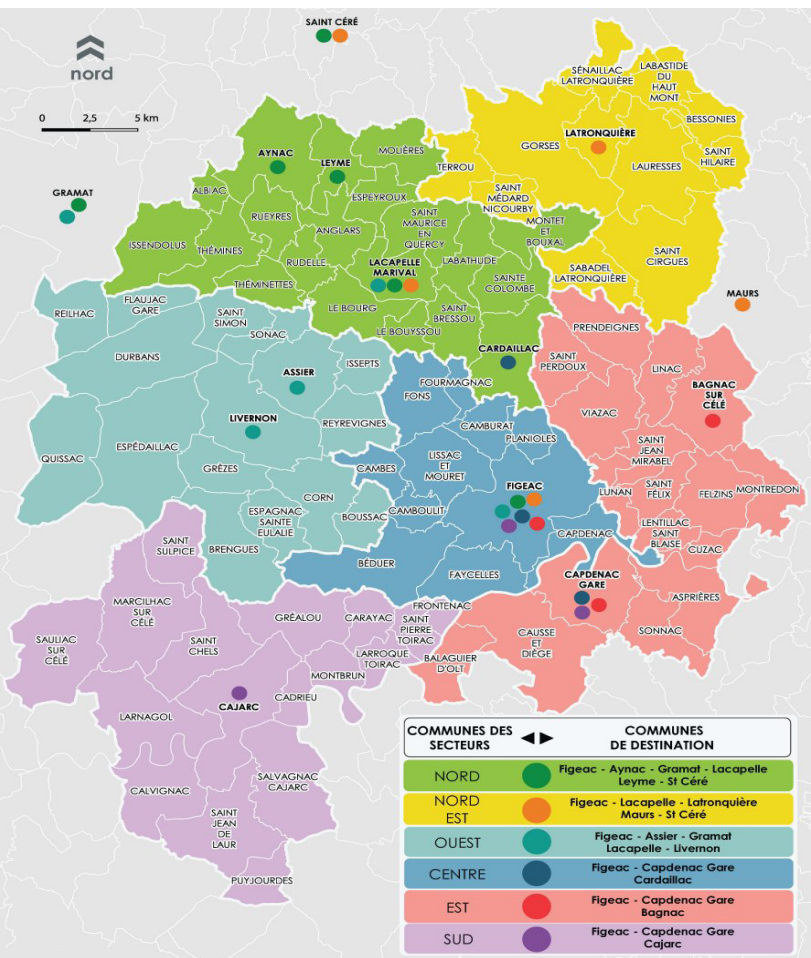 SAINT CÉRÉ
nord
0 2,5 5 km
SÉNAILLAC
LATRONQUIÈRE
LABASTIDE
DU
HAUT
MONT
BESSONIES
LATRONQUIÈRE
GORSES
SAINT
HILAIRE
LAURESSES
TERROU
SAINT
MÉDARD
NICOURBY
MONTET
ET
BOUXAL
SAINT
CIRGUES
SABADEL
LATRONQUIÈRE
MAURS
AYNAC
LEYME
MOLIÈRES
GRAMAT
ALBIAC
ESPEYROUX
RUEYRES
ANGLARS
SAINT
MAURICE
EN
QUERCY
ISSENDOLUS
THÉMINES
RUDELLE
LACAPELLE
MARIVAL
LABATHUDE
SAINTE
COLOMBE
THÉMINETTES
LE BOURG
SAINT
BRESSOU
LE BOUYSSOU
CARDAILLAC
REILHAC
FLAUJAC
GARE
SAINT
SIMON
SONAC
DURBANS
ASSIER
ISSEPTS
LIVERNON
REYREVIGNES
QUISSAC
ESPÉDAILLAC
GRÈZES
CORN
ESPAGNAC
SAINTE
EULALIE
BOUSSAC
BRENGUES
FOURMAGNAC
FONS
CAMBURAT
PLANIOLES
LISSAC
ET
MOURET
CAMBES
FIGEAC
CAMBOULIT
CAPDENAC
BÉDUER
FAYCELLES
PRENDEIGNES
SAINT
PERDOUX
LINAC
BAGNAC
SUR
CÉLÉ
VIAZAC
SAINT
JEAN
MIRABEL
LUNAN
SAINT
FÉLIX
FELZINS
MONTREDON
LENTILLAC
SAINT
BLAISE
CUZAC
CAPDENAC
GARE
ASPRIÈRES
SONNAC
CAUSSE
ET
DIÈGE
BALAGUIER
D'OLT
SAINT
SULPICE
MARCILHAC
SUR
CÉLÉ
GRÉALOU
CARAYAC
FRONTENAC
SAINT
PIERRE
TOIRAC
SAULIAC
SUR
CÉLÉ
SAINT
CHELS
LARROQUE
TOIRAC
MONTBRUN
CADRIEU
CAJARC
LARNAGOL
CALVIGNAC
SALVAGNAC
CAJARC
SAINT
JEAN
DE
LAUR
PUYJOURDES
COMMUNES DES
SECTEURS
COMMUNES
DE DESTINATION
NORD
Figeac - Aynac - Gramat - Lacapelle
Leyme - St Céré
NORD
EST
Figeac - Lacapelle - Latronquière
Maurs - St Céré
OUEST
Figeac - Assier - Gramat
Lacapelle - Livernon
CENTRE
Figeac - Capdenac Gare
Cardaillac
EST
Figeac - Capdenac Gare
Bagnac
SUD
Figeac - Capdenac Gare
Cajarc